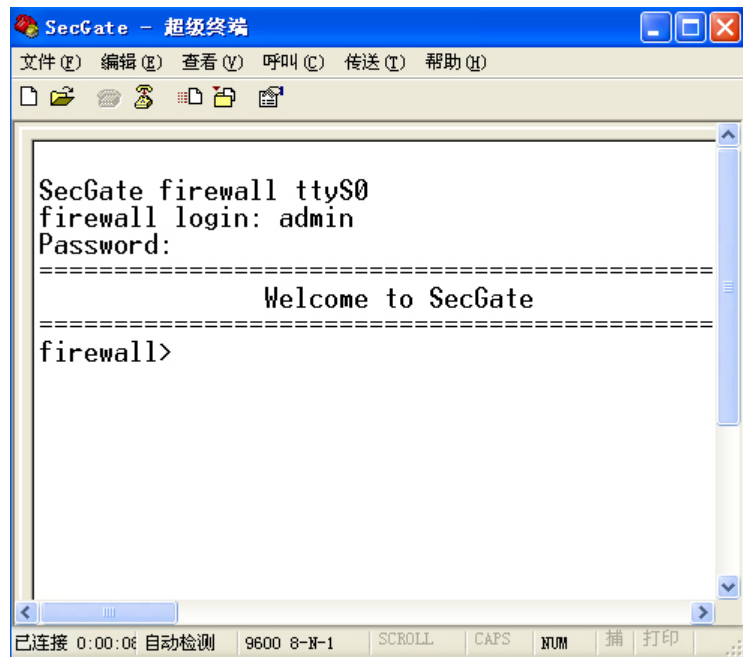 SecGate - 超级终端
文件(F) 编辑(E) 查看(V) 呼叫(C) 传送(T) 帮助(H)
SecGate firewall ttyS0
firewall login: admin
Password:
=============================================
Welcome to SecGate
=============================================
firewall>
已连接 0:00:08 自动检测 9600 8-N-1 SCROLL CAPS NUM 捕 打印